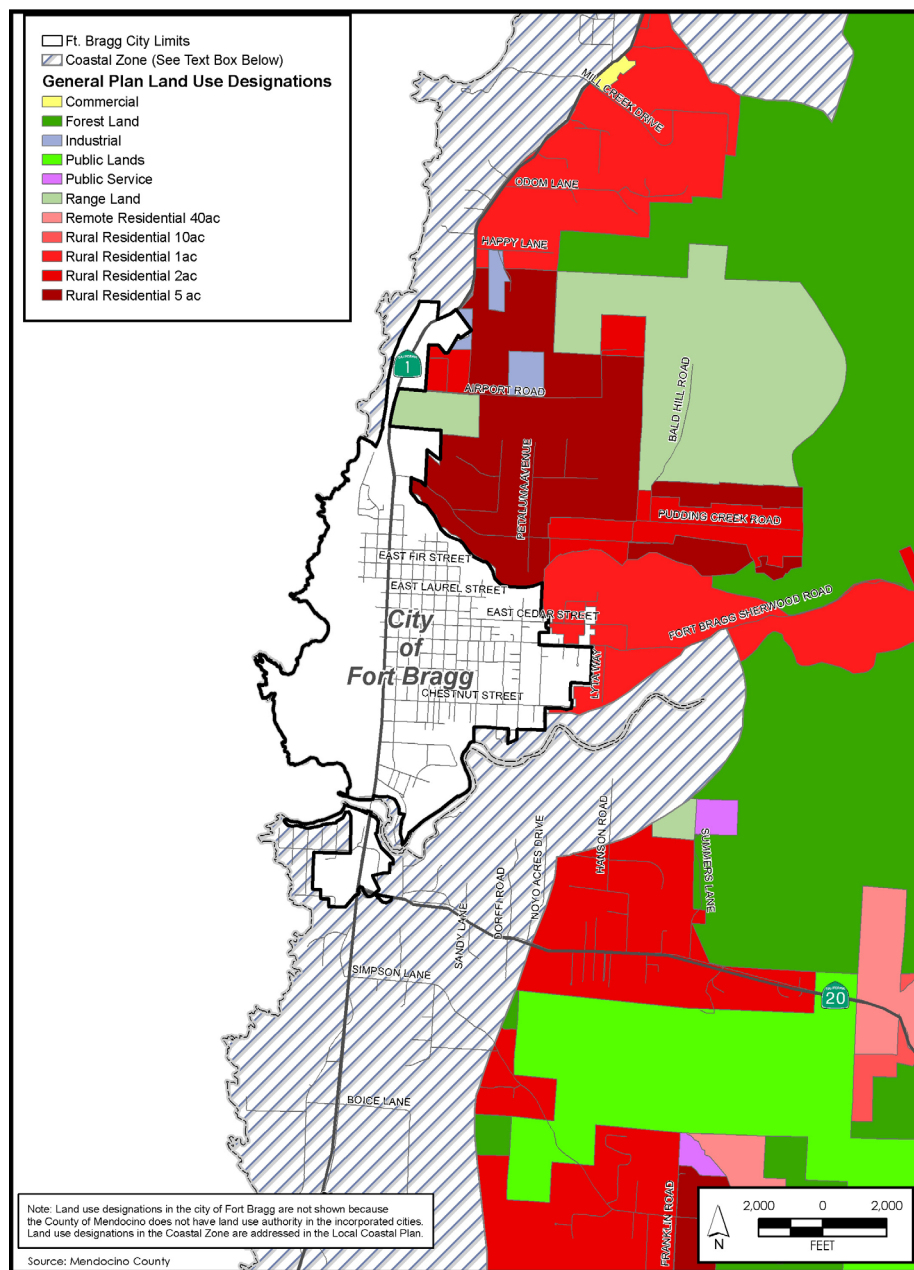 Ft. Bragg City Limits
Coastal Zone (See Text Box Below)
General Plan Land Use Designations
Commercial
Forest Land
Industrial
Public Lands
Public Service
Range Land
Remote Residential 40ac
Rural Residential 10ac
Rural Residential 1ac
Rural Residential 2ac
Rural Residential 5 ac
MILL CREEK DRIVE
ODOM LANE
HAPPY LANE
1
AIRPORT ROAD
BALD HILL ROAD
PETALUMA AVENUE
PUDDING CREEK ROAD
EAST FIR STREET
EAST LAUREL STREET
EAST CEDAR STREET
FORT BRAGG SHERWOOD ROAD
City
of
Fort Bragg
LYTA WAY
CHESTNUT STREET
HANSON ROAD
SUMMERS LANE
NOYO ACRES DRIVE
DORFFI ROAD
SANDY LANE
SIMPSON LANE
20
BOICE LANE
FRANKLIN ROAD
Note: Land use designations in the city of Fort Bragg are not shown because
the County of Mendocino does not have land use authority in the incorporated cities.
Land use designations in the Coastal Zone are addressed in the Local Coastal Plan.
Source: Mendocino County
N
2,000 0 2,000
FEET